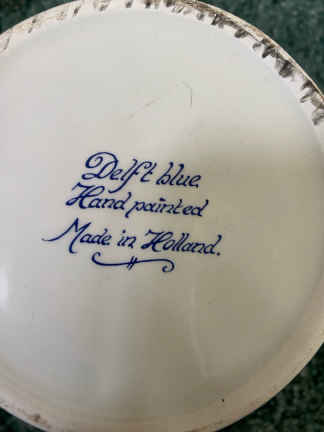 Delft blue.
Hand painted
Made in Holland.